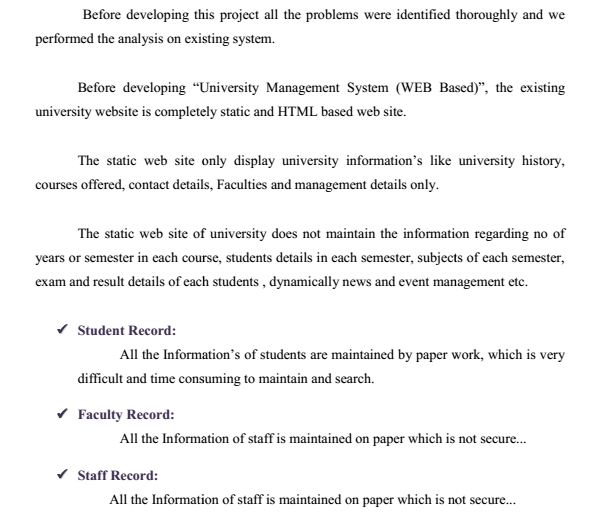 Before developing this project all the problems were identified thoroughly and we
performed the analysis on existing system.
Before developing “University Management System (WEB Based)”, the existing
university website is completely static and HTML based web site.
The static web site only display university information’s like university history,
courses offered, contact details, Faculties and management details only.
The static web site of university does not maintain the information regarding no of
years or semester in each course, students details in each semester, subjects of each semester,
exam and result details of each students , dynamically news and event management etc.
✓ Student Record:
All the Information’s of students are maintained by paper work, which is very
difficult and time consuming to maintain and search.
✓ Faculty Record:
All the Information of staff is maintained on paper which is not secure...
✓ Staff Record:
All the Information of staff is maintained on paper which is not secure...